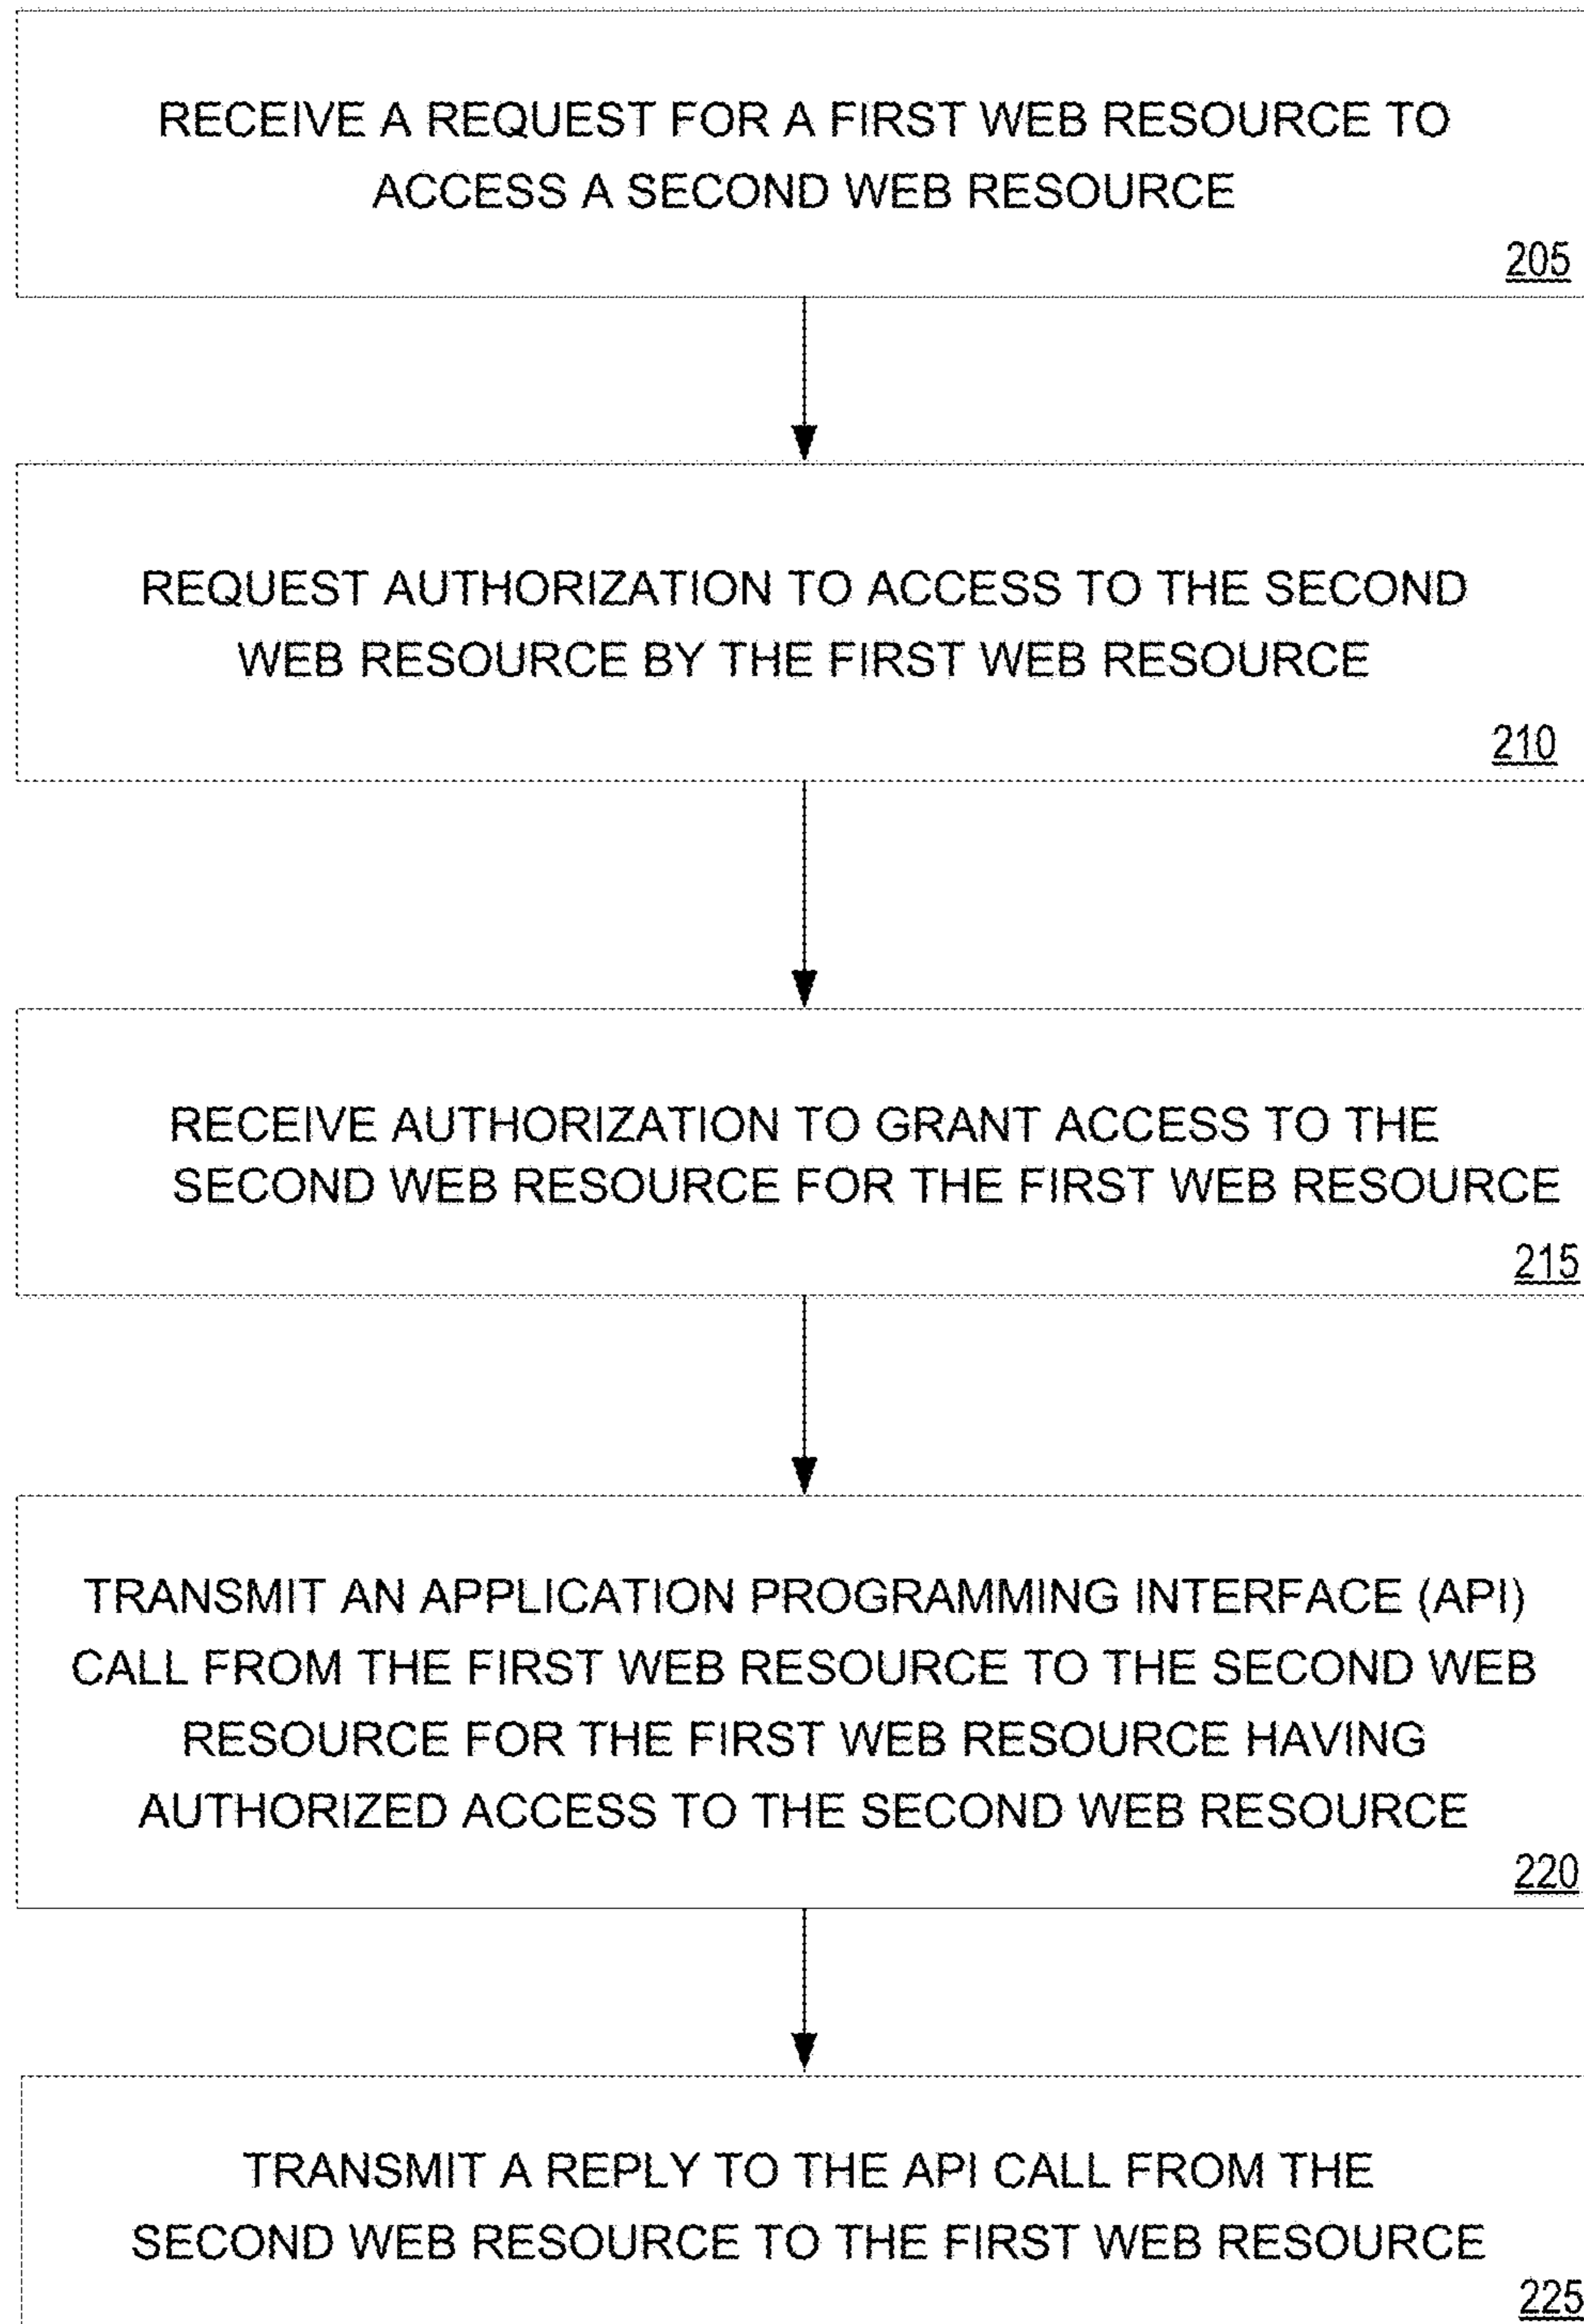 RECEIVE A REQUEST FOR A FIRST WEB RESOURCE TO
ACCESS A SECOND WEB RESOURCE
205
REQUEST AUTHORIZATION TO ACCESS TO THE SECOND
WEB RESOURCE BY THE FIRST WEB RESOURCE
210
RECEIVE AUTHORIZATION TO GRANT ACCESS TO THE
SECOND WEB RESOURCE FOR THE FIRST WEB RESOURCE
215
TRANSMIT AN APPLICATION PROGRAMMING INTERFACE (API)
CALL FROM THE FIRST WEB RESOURCE TO THE SECOND WEB
RESOURCE FOR THE FIRST WEB RESOURCE HAVING
AUTHORIZED ACCESS TO THE SECOND WEB RESOURCE
220
TRANSMIT A REPLY TO THE API CALL FROM THE
SECOND WEB RESOURCE TO THE FIRST WEB RESOURCE
225